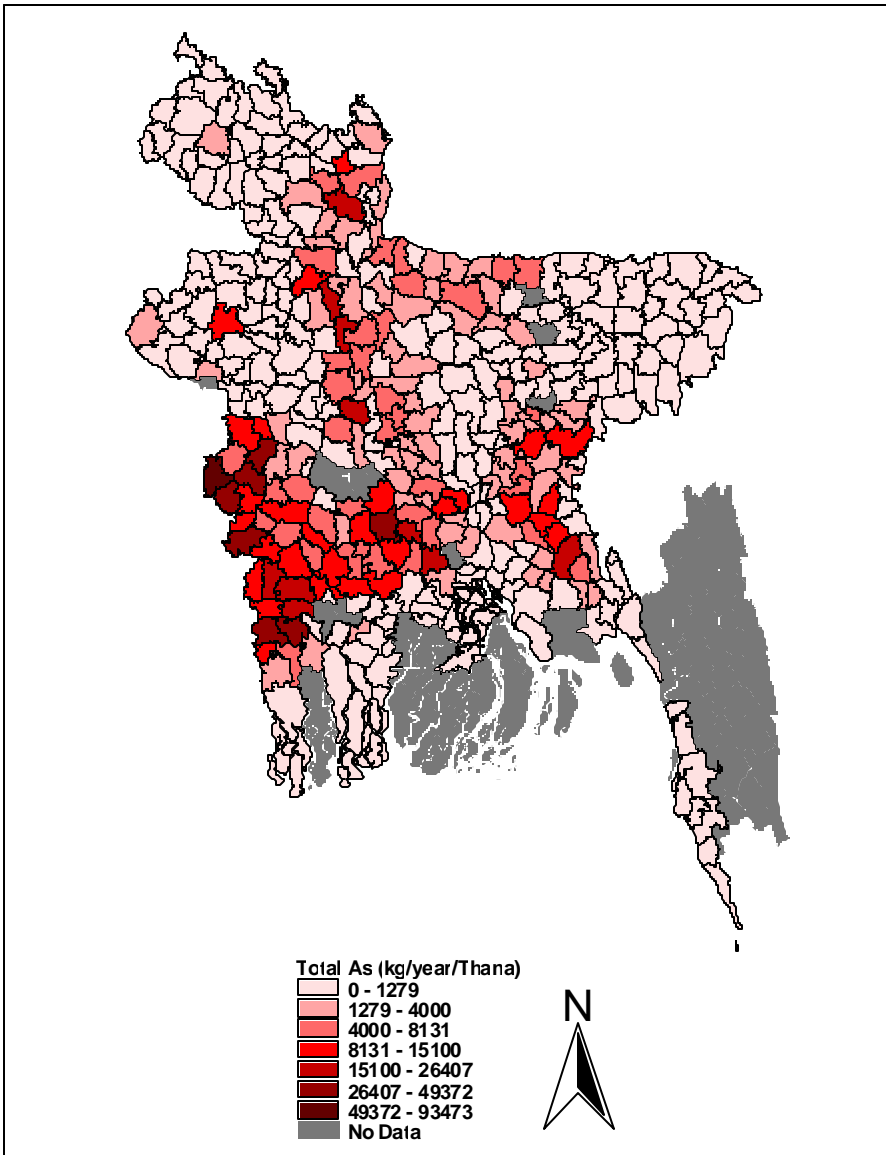 Total As (kg/year/Thana)
0 - 1279
1279 - 4000
4000 - 8131
8131 - 15100
15100 - 26407
26407 - 49372
49372 - 93473
No Data
N